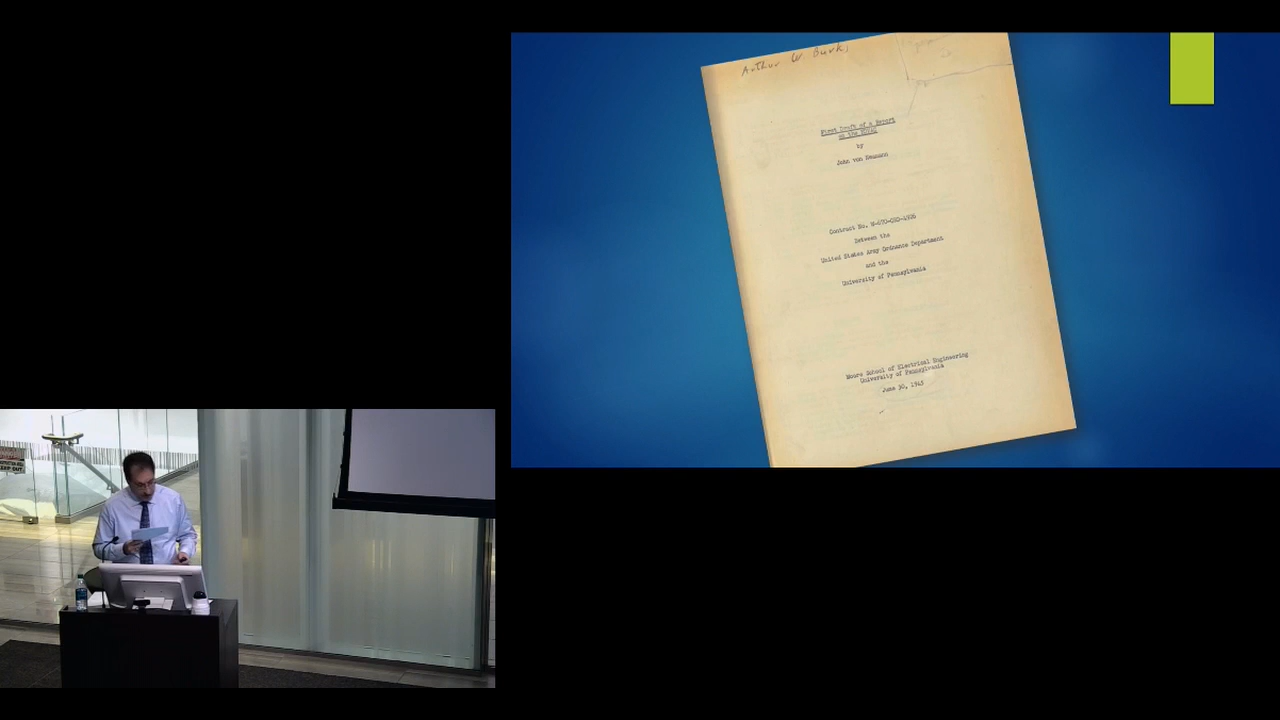 Arthur W Burks
First Draft of a Report
on the EDVAC
by
John von Neumann
Contract No. W-670-ORD-4926
Between the
United States Army Ordnance Department
and the
University of Pennsylvania
Moore School of Electrical Engineering
University of Pennsylvania
June 30, 1945